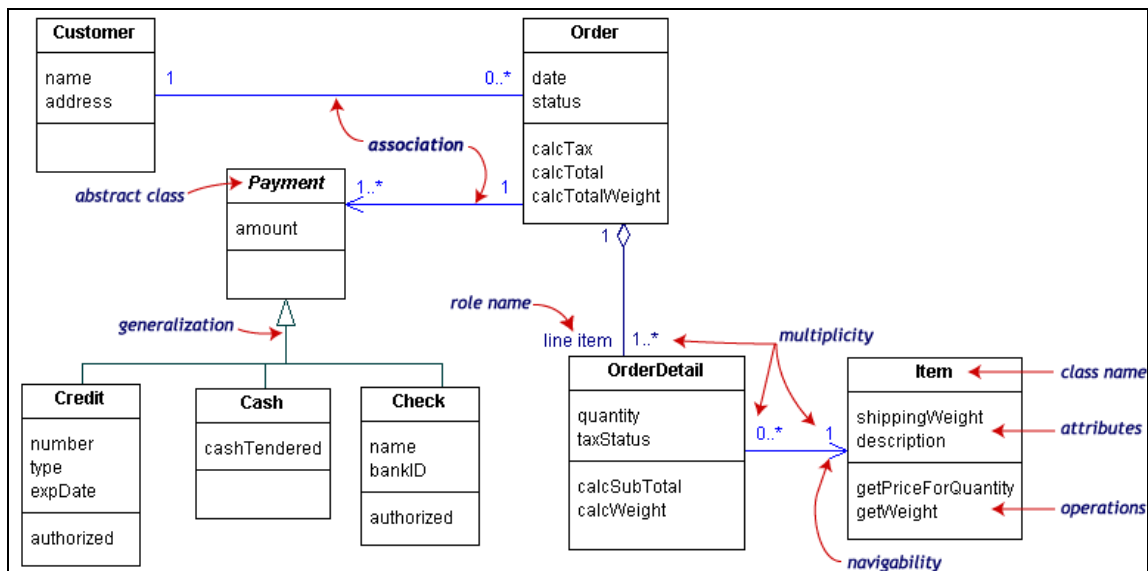 Customer
name
address
1
0..*
Order
date
status
calcTax
calcTotal
calcTotalWeight
association
abstract class
Payment
amount
1..*
1
generalization
1
role name
line item
1..*
multiplicity
Credit
number
type
expDate
authorized
Cash
cashTendered
Check
name
bankID
authorized
OrderDetail
quantity
taxStatus
calcSubTotal
calcWeight
0..*
1
Item
shippingWeight
description
getPriceForQuantity
getWeight
class name
attributes
operations
navigability